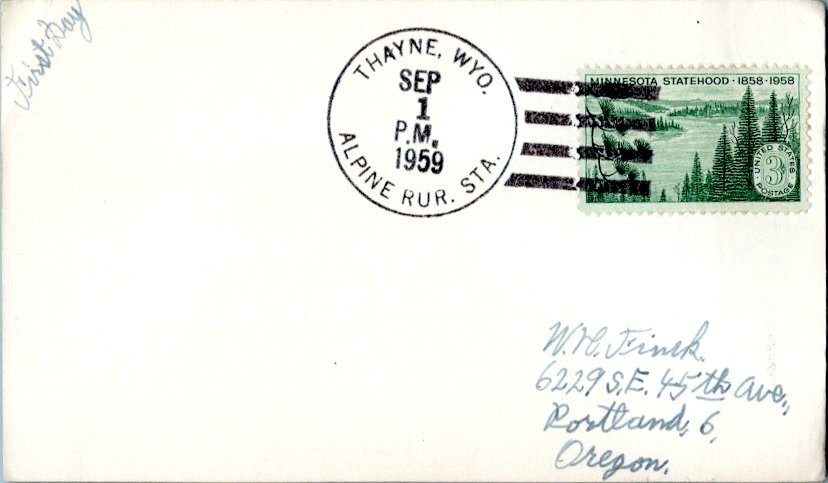 First Day
THAYNE, WYO.
SEP
1
P.M.
1959
ALPINE RUR. STA.
MINNESOTA STATEHOOD · 1858 · 1958
UNITED STATES
3¢
POSTAGE
W. H. Finck.
6229 S.E. 45th Ave.,
Portland, 6,
Oregon.